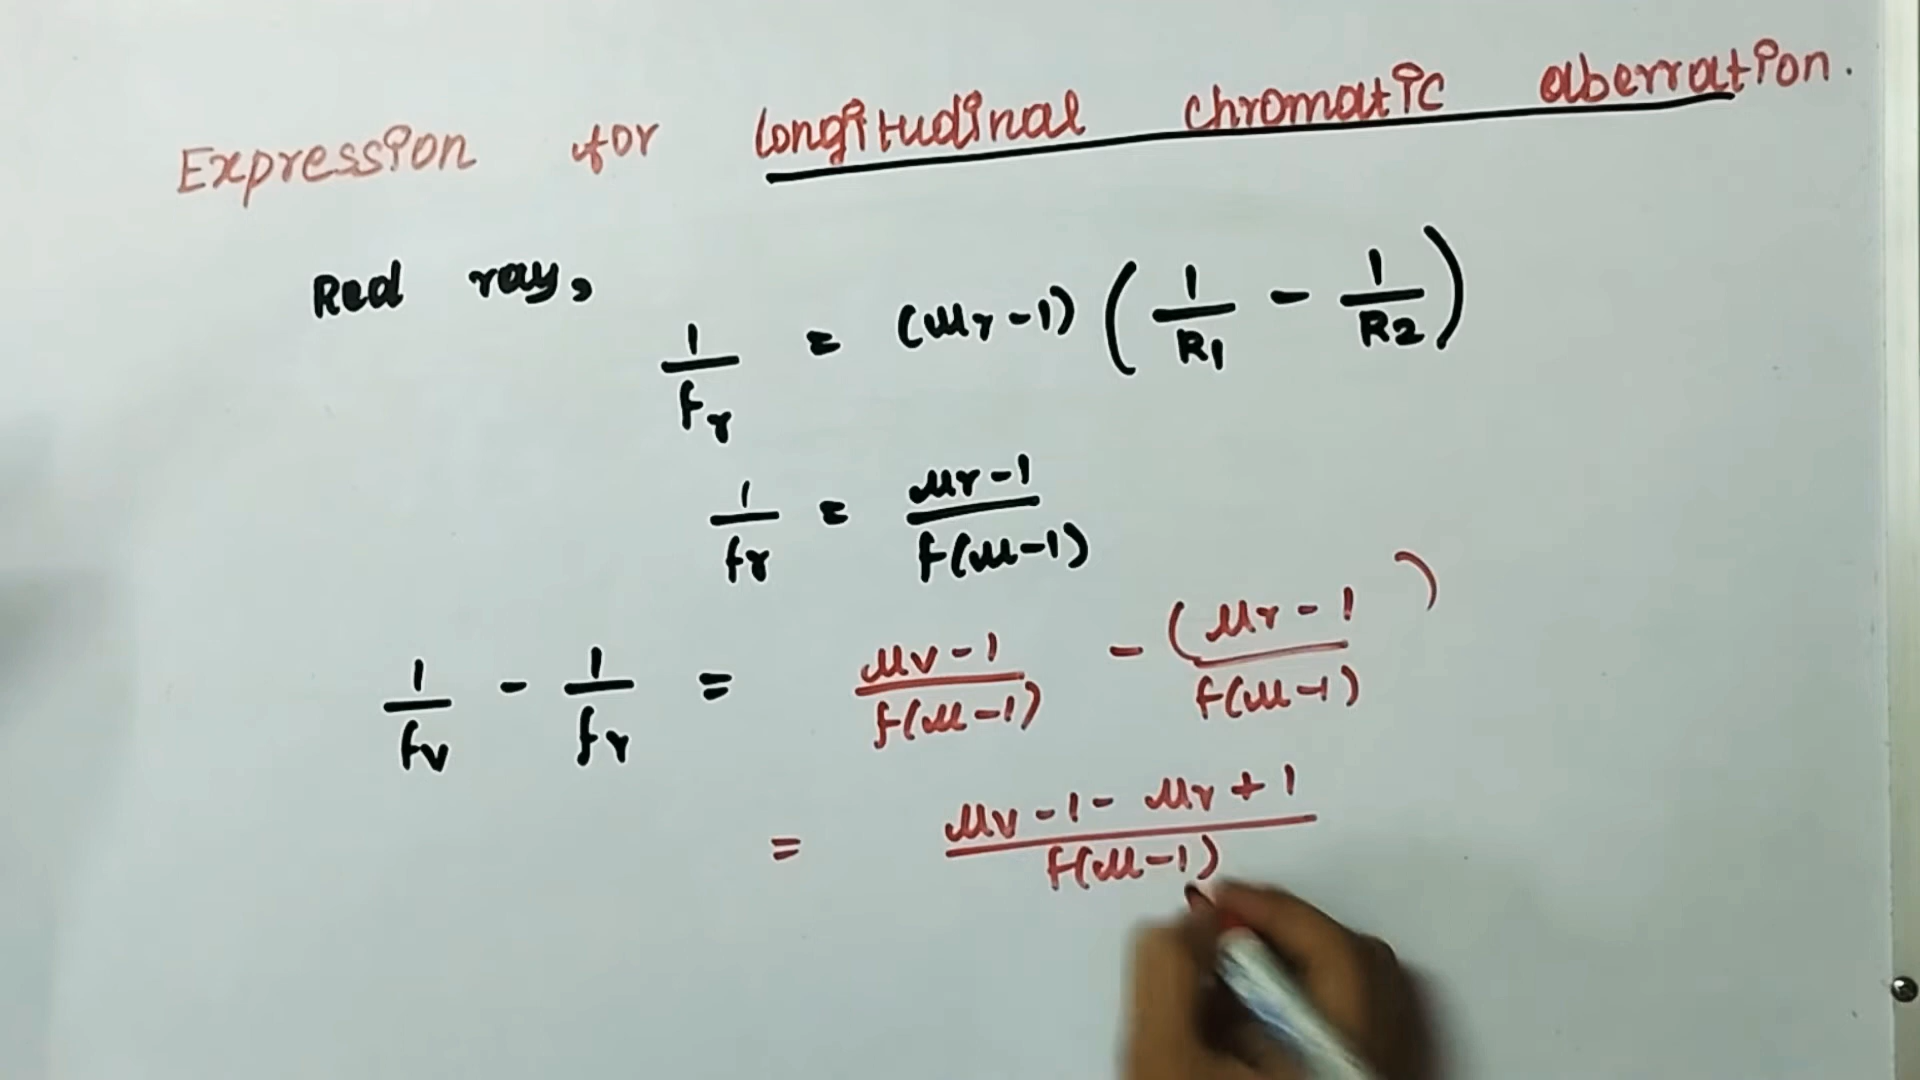 Expression for longitudinal chromatic aberration.
Red ray,
1/fr = (μr-1) (1/R1 - 1/R2)
1/fr = μr-1/f(μ-1)
1/fv - 1/fr = μv-1/f(μ-1) - (μr-1/f(μ-1))
= μv-1-μr+1/f(μ-1)